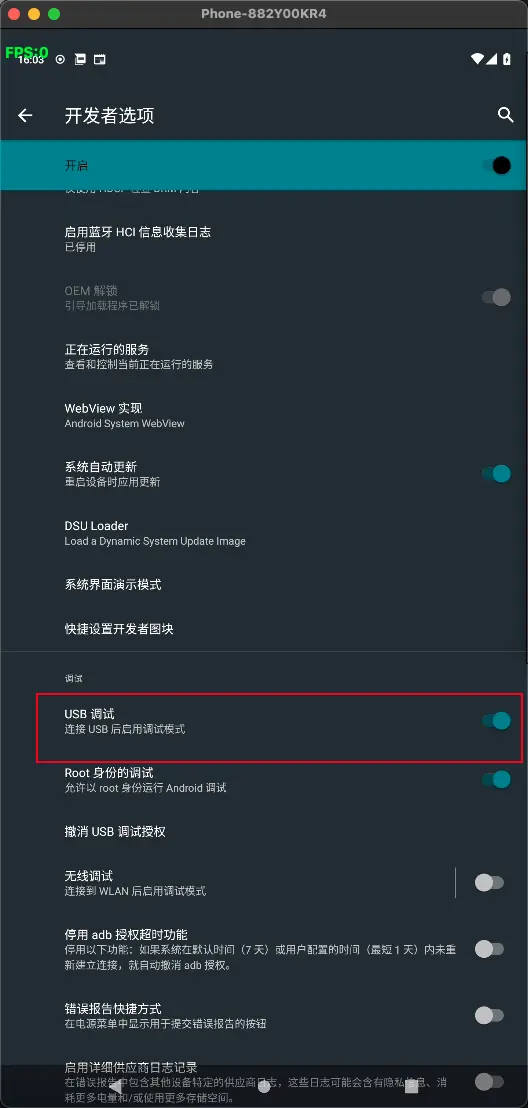 Phone-882Y00KR4
FPS:0
16:03
开发者选项
开启
启用蓝牙 HCI 信息收集日志
已停用
OEM 解锁
引导加载程序已解锁
正在运行的服务
查看和控制当前正在运行的服务
WebView 实现
Android System WebView
系统自动更新
重启设备时应用更新
DSU Loader
Load a Dynamic System Update Image
系统界面演示模式
快捷设置开发者图块
调试
USB 调试
连接 USB 后启用调试模式
Root 身份的调试
允许以 root 身份运行 Android 调试
撤消 USB 调试授权
无线调试
连接到 WLAN 后启用调试模式
停用 adb 授权超时功能
停用以下功能：如果系统在默认时间（7 天）或用户配置的时间（最短 1 天）内未重
新建立连接，就自动撤消 adb 授权。
错误报告快捷方式
在电源菜单中显示用于提交错误报告的按钮
启用详细供应商日志记录
在错误报告中包含其他设备特定的供应商日志，这些日志可能会含有隐私信息、消
耗更多电量和/或使用更多存储空间。